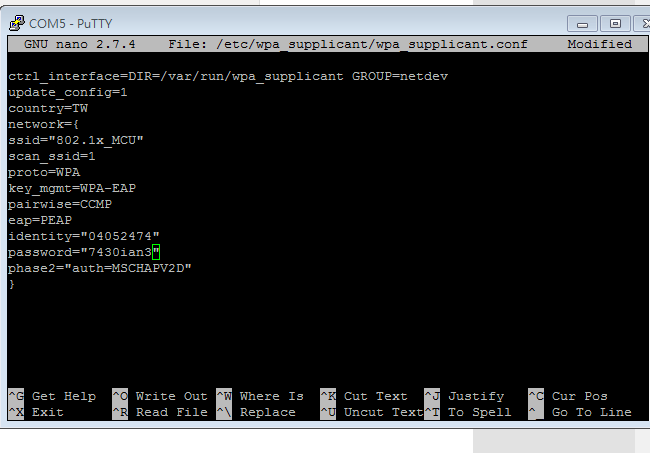 COM5 - PuTTY
GNU nano 2.7.4 File: /etc/wpa_supplicant/wpa_supplicant.conf Modified
ctrl_interface=DIR=/var/run/wpa_supplicant GROUP=netdev
update_config=1
country=TW
network={
ssid="802.1x_MCU"
scan_ssid=1
proto=WPA
key_mgmt=WPA-EAP
pairwise=CCMP
eap=PEAP
identity="04052474"
password="7430ian3"
phase2="auth=MSCHAPV2D"
}
^G Get Help ^O Write Out ^W Where Is ^K Cut Text ^J Justify ^C Cur Pos
^X Exit ^R Read File ^\ Replace ^U Uncut Text ^T To Spell ^_ Go To Line